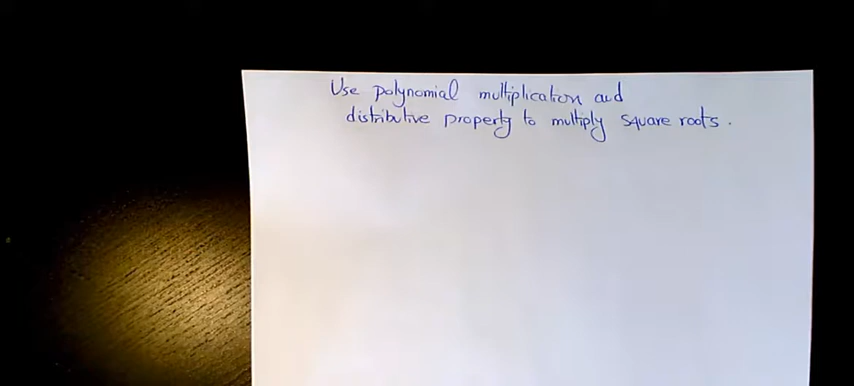 Use polynomial multiplication and
distributive property to multiply square roots.